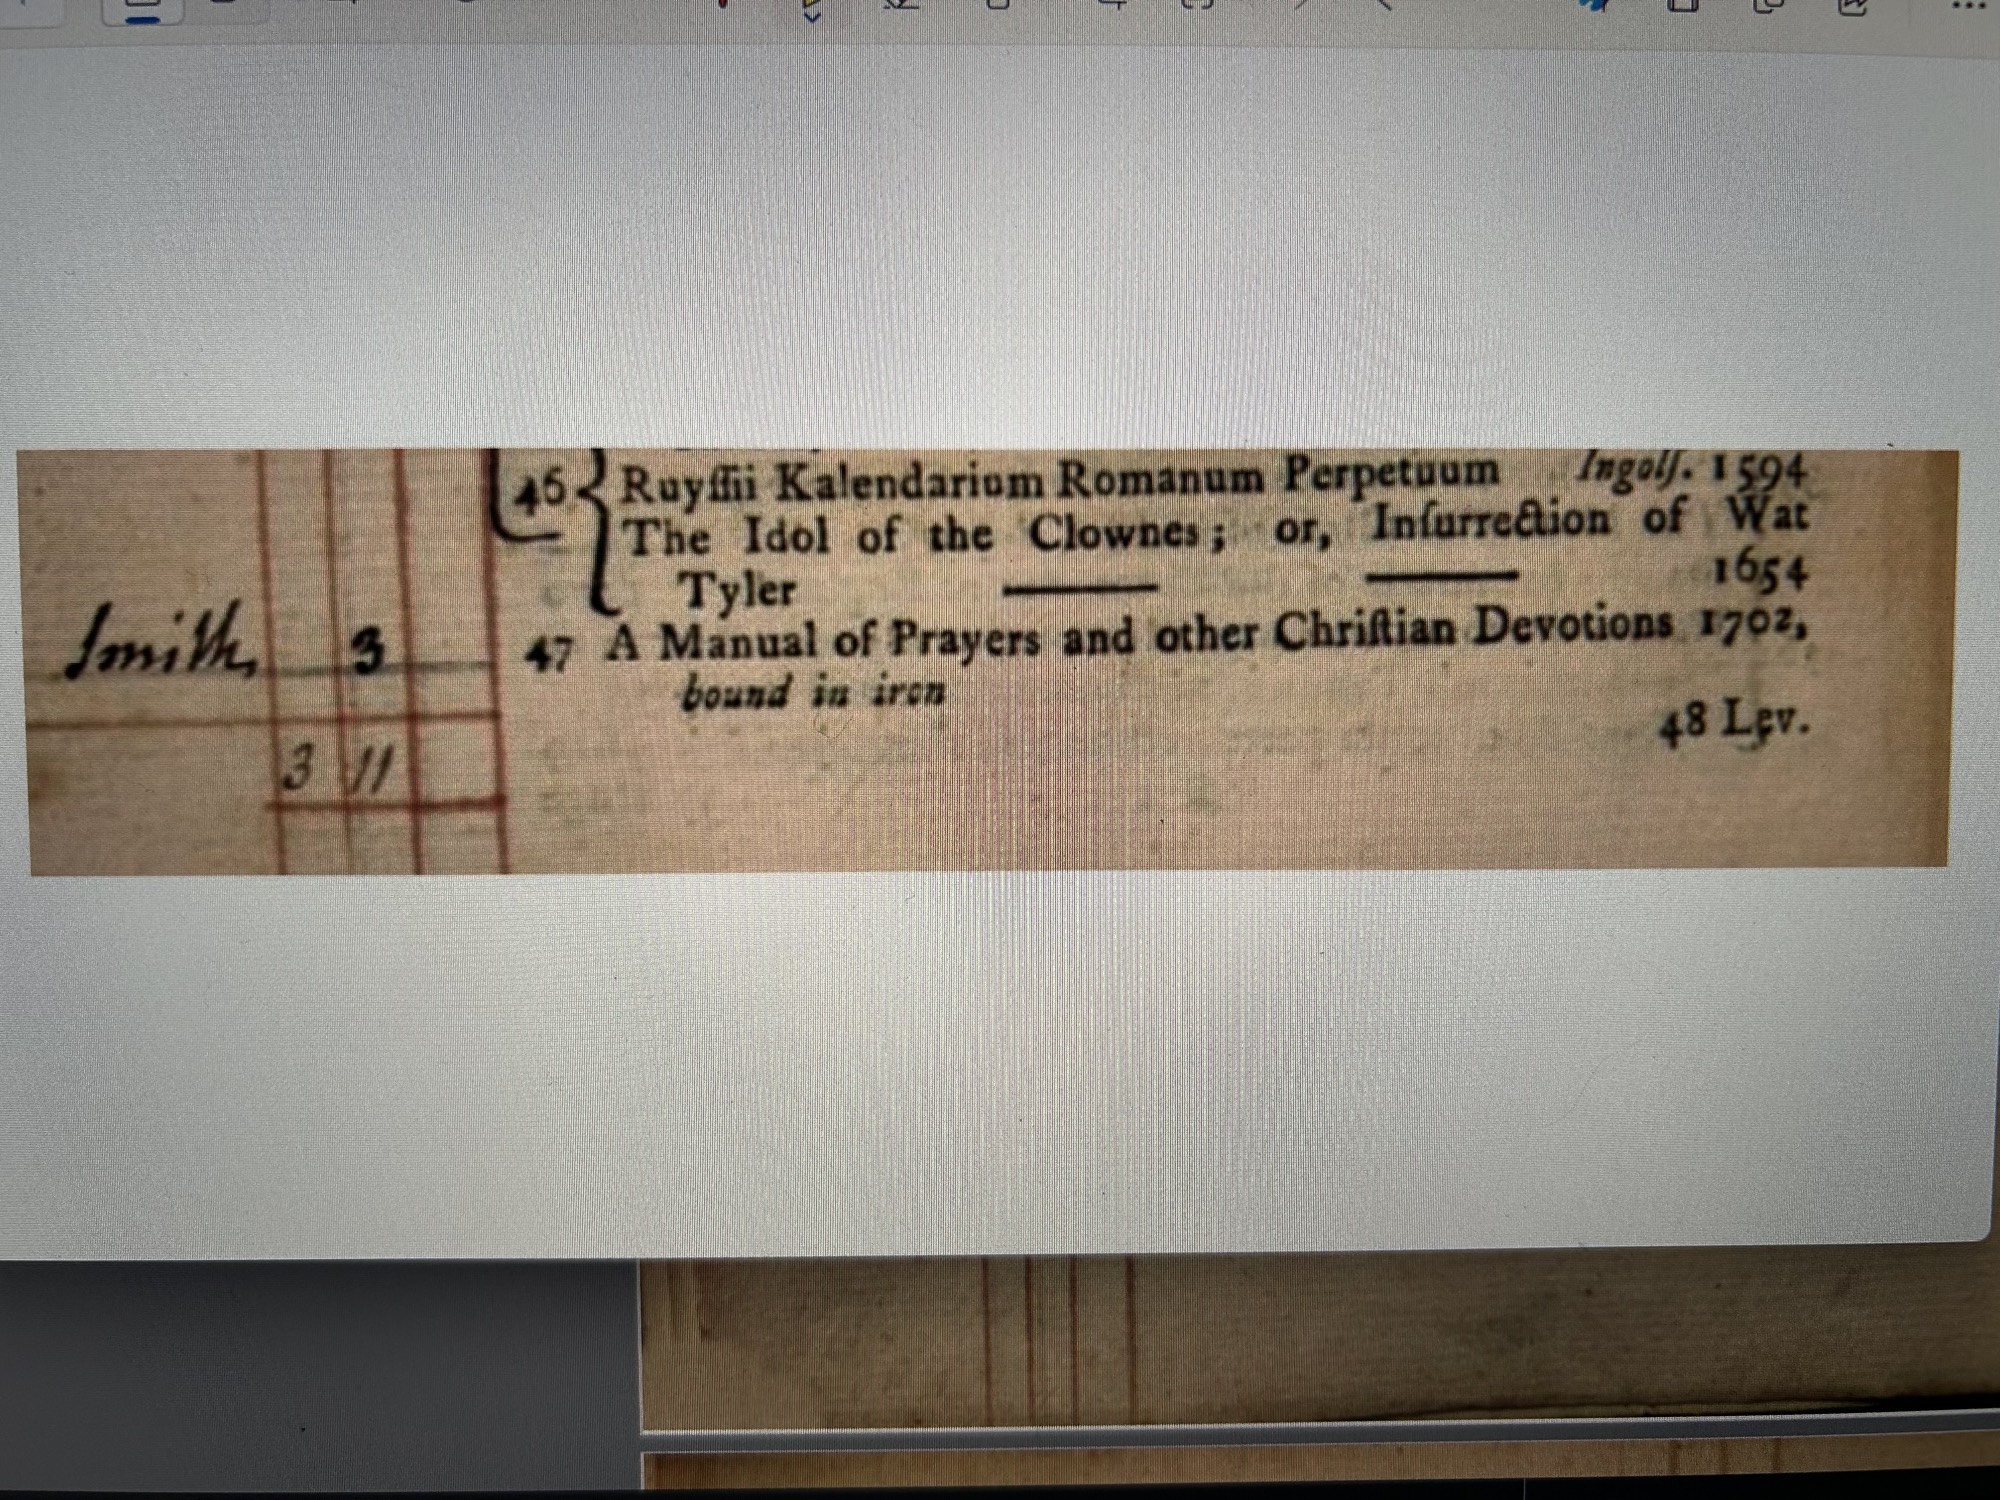 46 Ruyſſii Kalendarium Romanum Perpetuum Ingolſ. 1594
The Idol of the Clownes; or, Inſurrection of Wat
Tyler 1654
Smith, 3 47 A Manual of Prayers and other Chriſtian Devotions 1702,
bound in iron
48 Lev.
3 11